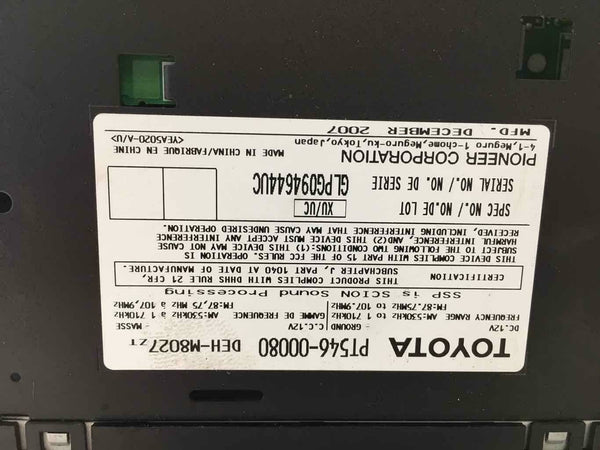 TOYOTA PT546-00080 DEH-M8027ZT
DC.12V GROUND C.C.12V MASSE
FREQUENCY RANGE AM:530kHz to 1 710kHz GAMME DE FREQUENCE AM:530kHz à 1 710kHz
FM:87.75MHz to 107.9MHz FM:87,75 MHz à 107,9MHz
SSP is SCION Sound Processing
CERTIFICATION THIS PRODUCT COMPLIES WITH DHHS RULES 21 CFR,
SUBCHAPTER J, PART 1040 AT DATE OF MANUFACTURE.
THIS DEVICE COMPLIES WITH PART 15 OF THE FCC RULES. OPERATION IS
SUBJECT TO THE FOLLOWING TWO CONDITIONS: (1) THIS DEVICE MAY NOT CAUSE
HARMFUL INTERFERENCE, AND (2) THIS DEVICE MUST ACCEPT ANY INTERFERENCE
RECEIVED, INCLUDING INTERFERENCE THAT MAY CAUSE UNDESIRED OPERATION.
SPEC NO./NO.DE LOT XU/UC
SERIAL NO./NO. DE SERIE GLPG094644UC
PIONEER CORPORATION MADE IN CHINA/FABRIQUÉ EN CHINE
4-1,Meguro 1-chome,Meguro-ku,Tokyo,Japan
MFD. DECEMBER 2007 <YEA5020-A/U>